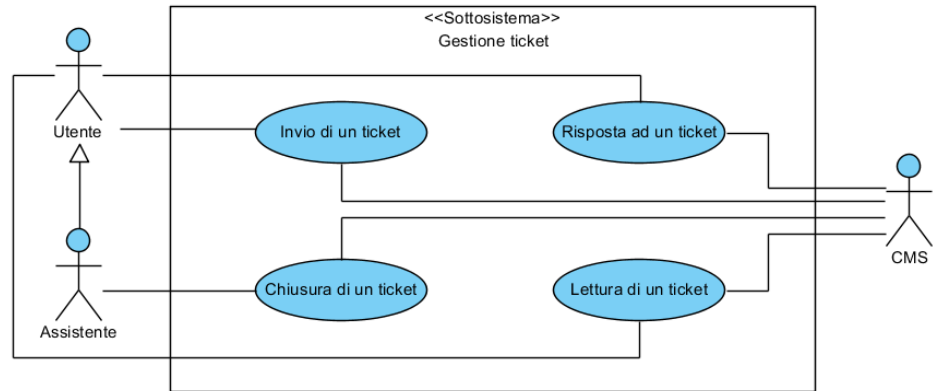 <<Sottosistema>>
Gestione ticket
Utente
Invio di un ticket
Risposta ad un ticket
CMS
Assistente
Chiusura di un ticket
Lettura di un ticket